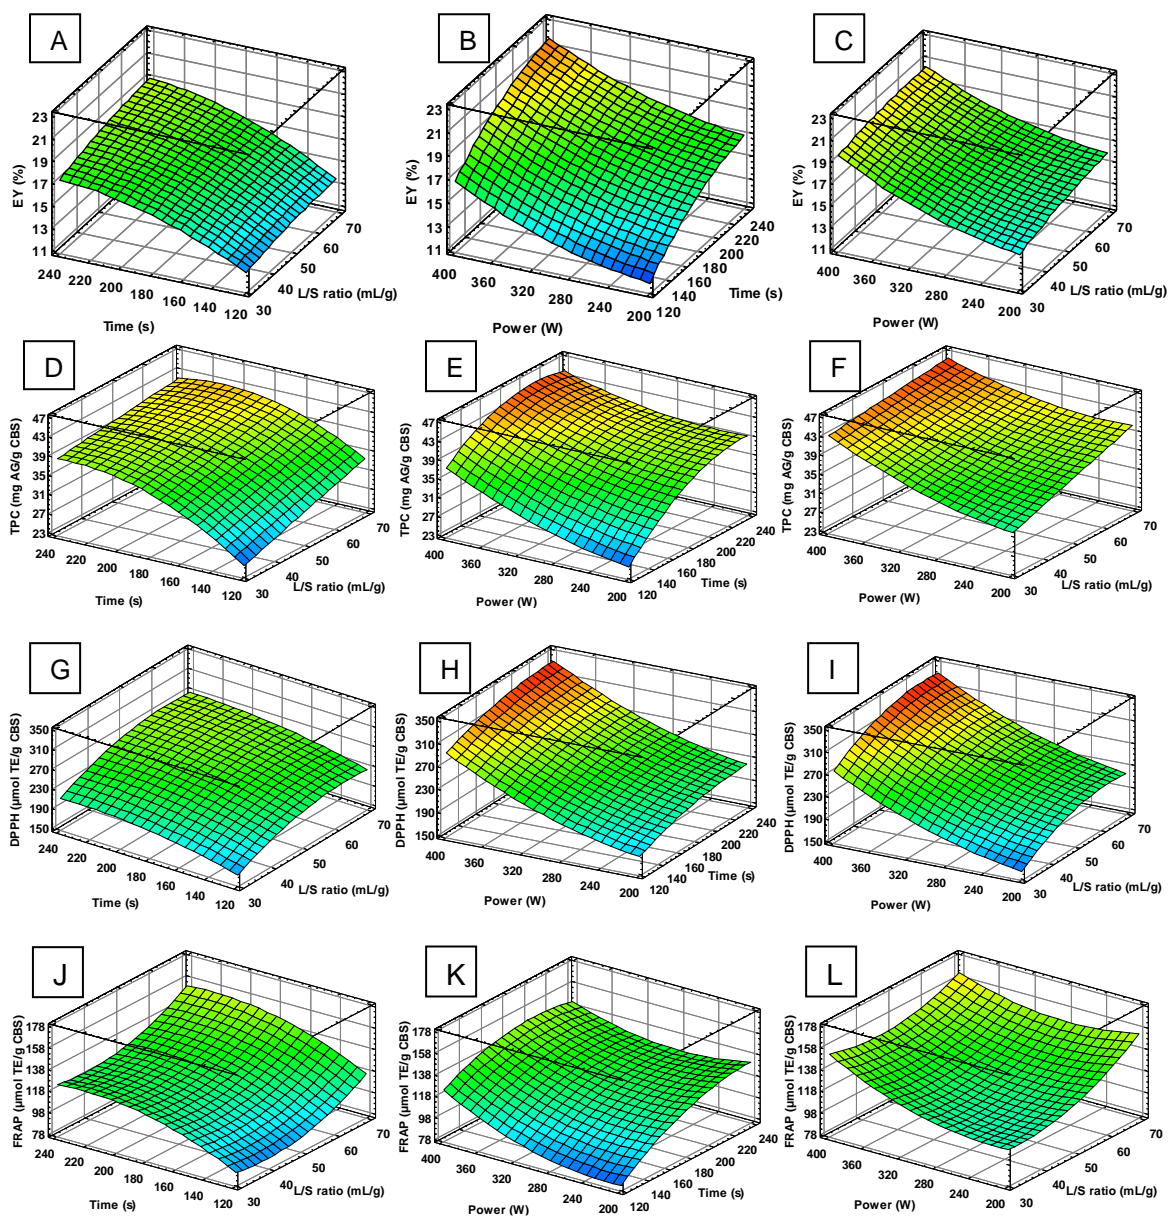 A
EY (%)
23
21
19
17
15
13
11
240 220 200 180 160 140 120
Time (s)
30 40 50 60 70
L/S ratio (mL/g)
B
EY (%)
23
21
19
17
15
13
11
400 360 320 280 240 200
Power (W)
120 140 160 180 200 220 240
Time (s)
C
EY (%)
23
21
19
17
15
13
11
400 360 320 280 240 200
Power (W)
30 40 50 60 70
L/S ratio (mL/g)
D
TPC (mg AG/g CBS)
47
43
39
35
31
27
23
240 220 200 180 160 140 120
Time (s)
30 40 50 60 70
L/S ratio (mL/g)
E
TPC (mg AG/g CBS)
47
43
39
35
31
27
23
400 360 320 280 240 200
Power (W)
120 140 160 180 200 220 240
Time (s)
F
TPC (mg AG/g CBS)
47
43
39
35
31
27
23
400 360 320 280 240 200
Power (W)
30 40 50 60 70
L/S ratio (mL/g)
G
DPPH (µmol TE/g CBS)
350
310
270
230
190
150
240 220 200 180 160 140 120
Time (s)
30 40 50 60 70
L/S ratio (mL/g)
H
DPPH (µmol TE/g CBS)
350
310
270
230
190
150
400 360 320 280 240 200
Power (W)
120 140 160 180 200 220 240
Time (s)
I
DPPH (µmol TE/g CBS)
350
310
270
230
190
150
400 360 320 280 240 200
Power (W)
30 40 50 60 70
L/S ratio (mL/g)
J
FRAP (µmol TE/g CBS)
178
158
138
118
98
78
240 220 200 180 160 140 120
Time (s)
30 40 50 60 70
L/S ratio (mL/g)
K
FRAP (µmol TE/g CBS)
178
158
138
118
98
78
400 360 320 280 240 200
Power (W)
120 140 160 180 200 220 240
Time (s)
L
FRAP (µmol TE/g CBS)
178
158
138
118
98
78
400 360 320 280 240 200
Power (W)
30 40 50 60 70
L/S ratio (mL/g)